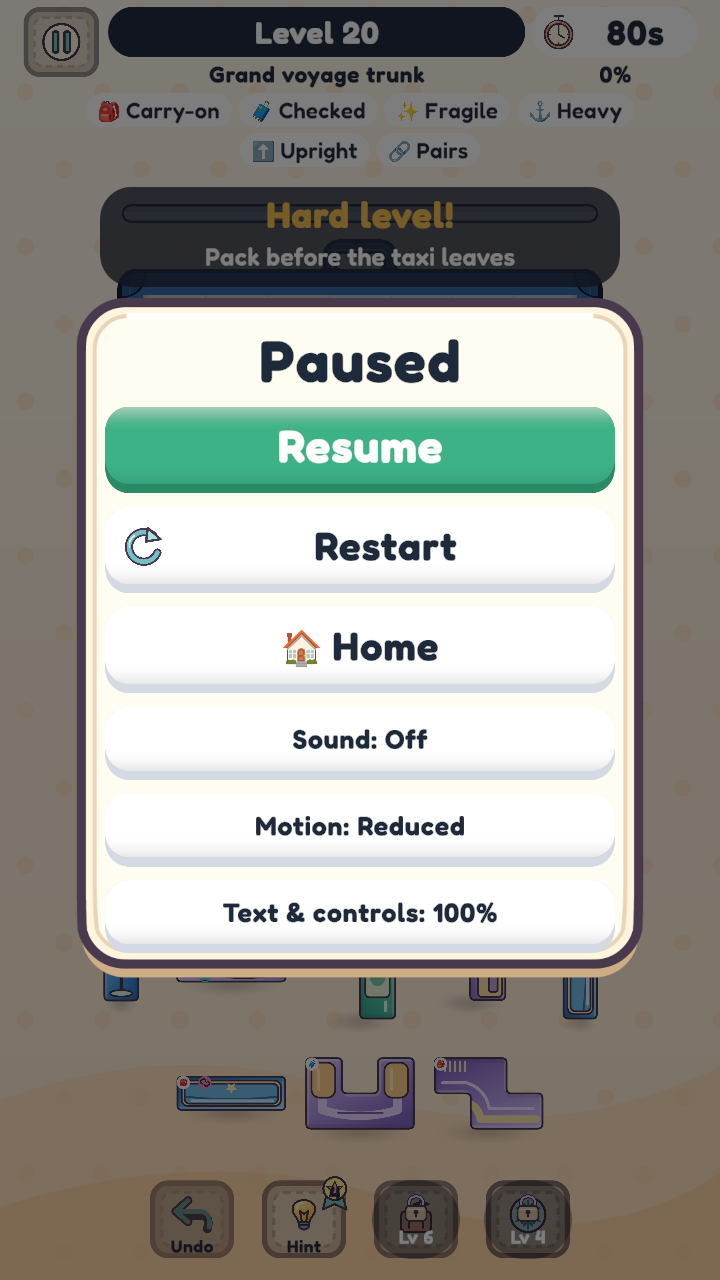 Level 20
80s
Grand voyage trunk
0%
Carry-on
Checked
Fragile
Heavy
Upright
Pairs
Hard level!
Pack before the taxi leaves
Paused
Resume
Restart
Home
Sound: Off
Motion: Reduced
Text & controls: 100%
Undo
Hint
4
Lv 6
Lv 4